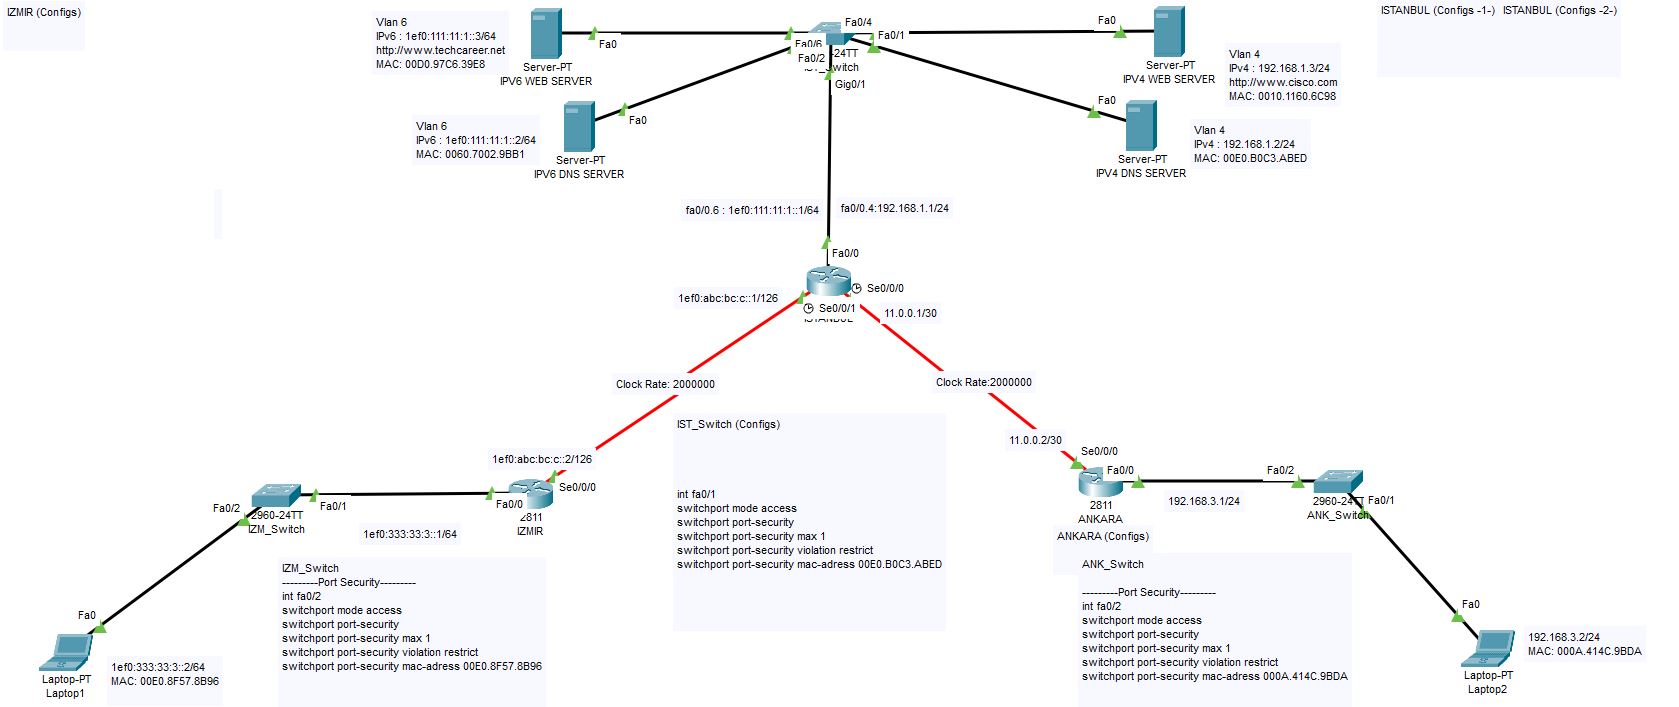 IZMIR (Configs)
Vlan 6
IPv6 : 1ef0:111:11:1::3/64
http://www.techcareer.net
MAC: 00D0.97C6.39E8
Fa0
Server-PT
IPV6 WEB SERVER
Fa0/4
Fa0/6
Fa0/1
Fa0/2
-24TT
IST_Switch
Gig0/1
Fa0
Server-PT
IPV4 WEB SERVER
ISTANBUL (Configs -1-)
ISTANBUL (Configs -2-)
Vlan 4
IPv4 : 192.168.1.3/24
http://www.cisco.com
MAC: 0010.1160.6C98
Vlan 6
IPv6 : 1ef0:111:11:1::2/64
MAC: 0060.7002.9BB1
Fa0
Server-PT
IPV6 DNS SERVER
Fa0
Server-PT
IPV4 DNS SERVER
Vlan 4
IPv4 : 192.168.1.2/24
MAC: 00E0.B0C3.ABED
fa0/0.6 : 1ef0:111:11:1::1/64
fa0/0.4:192.168.1.1/24
Fa0/0
Se0/0/0
1ef0:abc:bc:c::1/126
Se0/0/1
ISTANBUL
11.0.0.1/30
Clock Rate: 2000000
Clock Rate:2000000
IST_Switch (Configs)
int fa0/1
switchport mode access
switchport port-security
switchport port-security max 1
switchport port-security violation restrict
switchport port-security mac-adress 00E0.B0C3.ABED
1ef0:abc:bc:c::2/126
Se0/0/0
Fa0/0
2811
IZMIR
Fa0/2
Fa0/1
2960-24TT
IZM_Switch
1ef0:333:33:3::1/64
11.0.0.2/30
Se0/0/0
Fa0/0
2811
ANKARA
ANKARA (Configs)
192.168.3.1/24
Fa0/2
2960-24TT
Fa0/1
ANK_Switch
IZM_Switch
---------Port Security---------
int fa0/2
switchport mode access
switchport port-security
switchport port-security max 1
switchport port-security violation restrict
switchport port-security mac-adress 00E0.8F57.8B96
ANK_Switch
---------Port Security---------
int fa0/2
switchport mode access
switchport port-security
switchport port-security max 1
switchport port-security violation restrict
switchport port-security mac-adress 000A.414C.9BDA
Fa0
Laptop-PT
Laptop1
1ef0:333:33:3::2/64
MAC: 00E0.8F57.8B96
Fa0
Laptop-PT
Laptop2
192.168.3.2/24
MAC: 000A.414C.9BDA